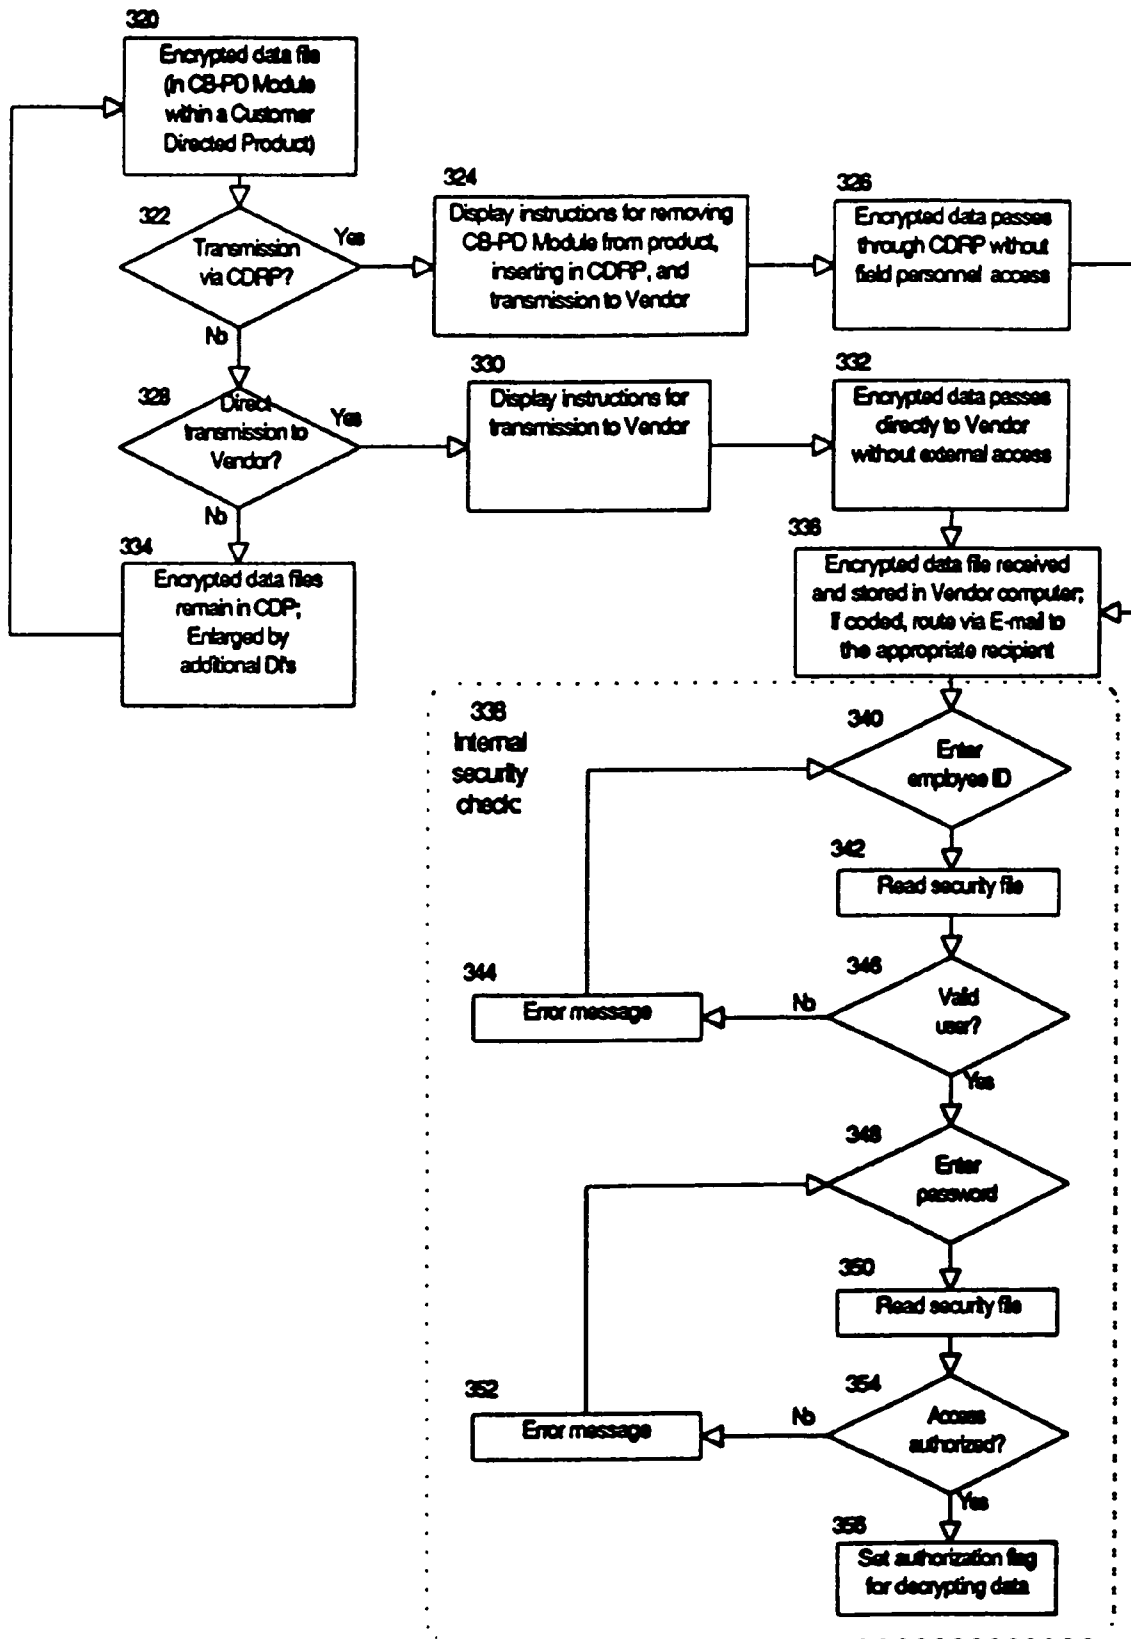 320
Encrypted data file
(in CB-PD Module
within a Customer
Directed Product)
322
Transmission
via CDRP?
Yes
No
324
Display instructions for removing
CB-PD Module from product,
inserting in CDRP, and
transmission to Vendor
326
Encrypted data passes
through CDRP without
field personnel access
328
Direct
transmission to
Vendor?
Yes
No
330
Display instructions for
transmission to Vendor
332
Encrypted data passes
directly to Vendor
without external access
334
Encrypted data files
remain in CDP;
Enlarged by
additional DI's
336
Encrypted data file received
and stored in Vendor computer;
If coded, route via E-mail to
the appropriate recipient
338
Internal
security
check:
340
Enter
employee ID
342
Read security file
344
Error message
346
Valid
user?
No
Yes
348
Enter
password
350
Read security file
352
Error message
354
Access
authorized?
No
Yes
356
Set authorization flag
for decrypting data